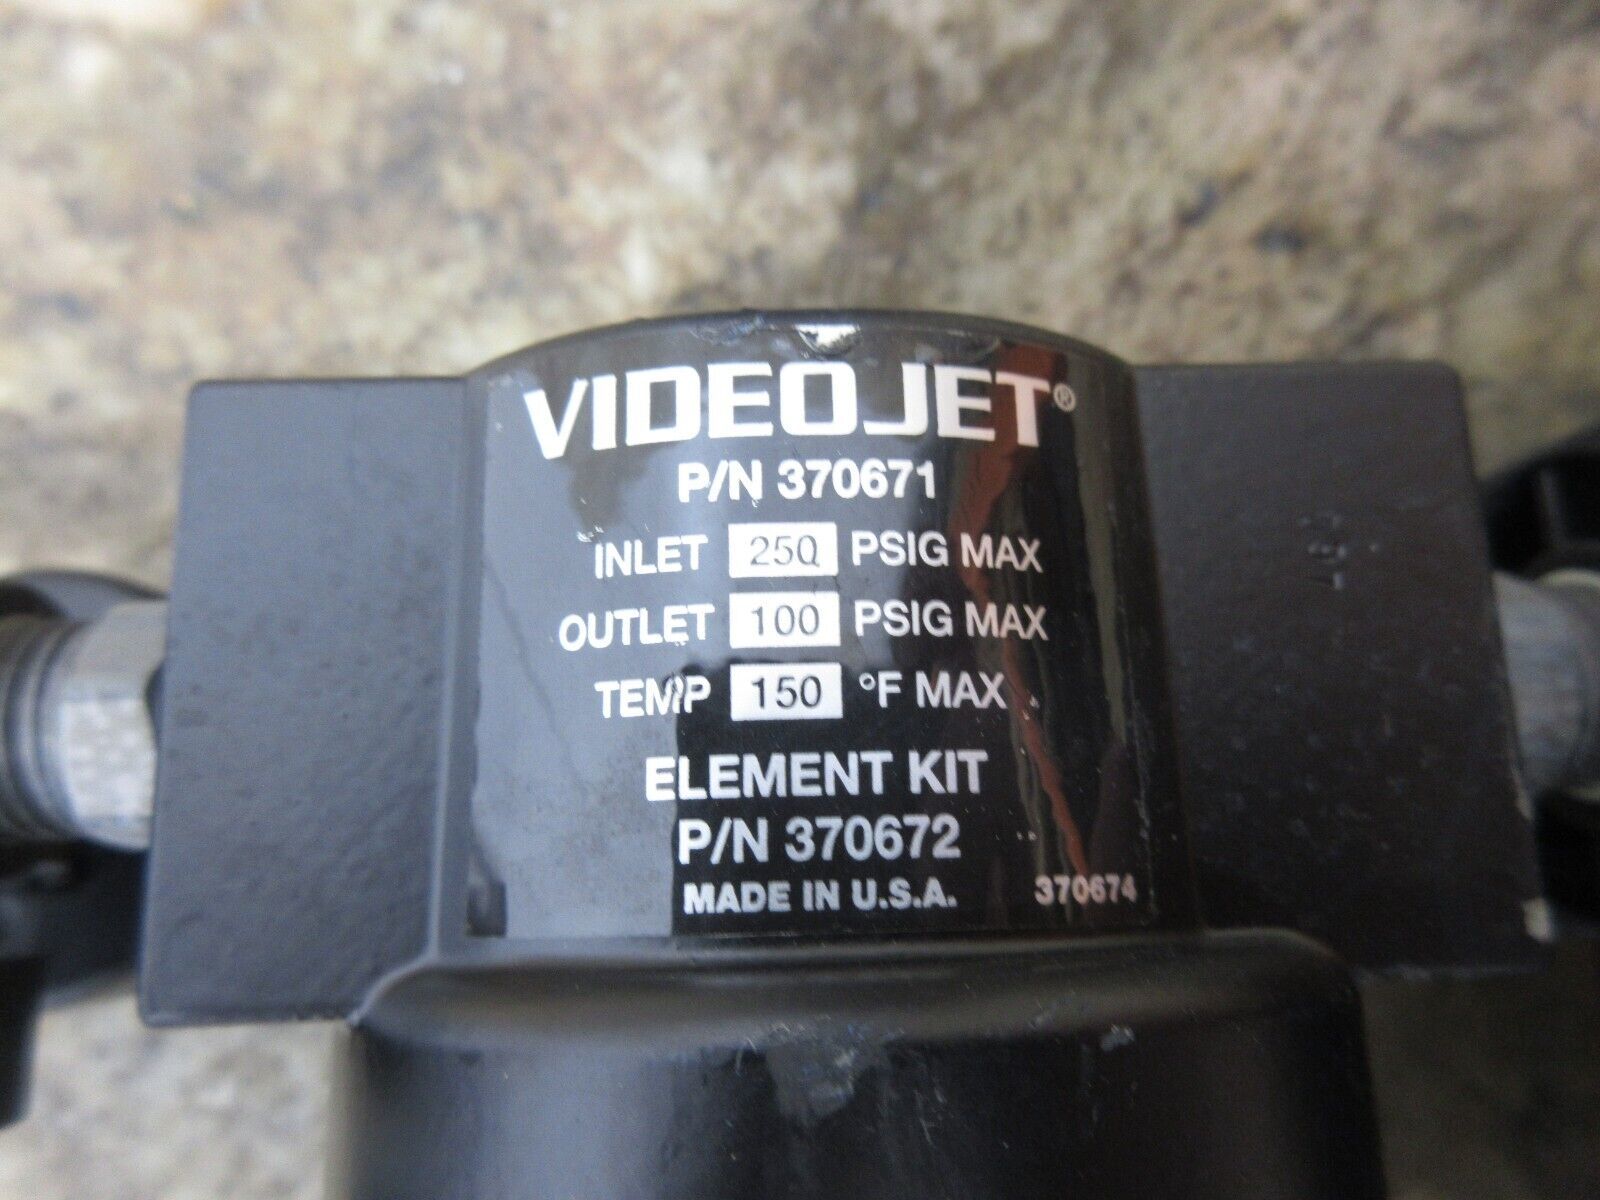 VIDEOJET®
P/N 370671
INLET 250 PSIG MAX
OUTLET 100 PSIG MAX
TEMP 150 °F MAX
ELEMENT KIT
P/N 370672
MADE IN U.S.A. 370674